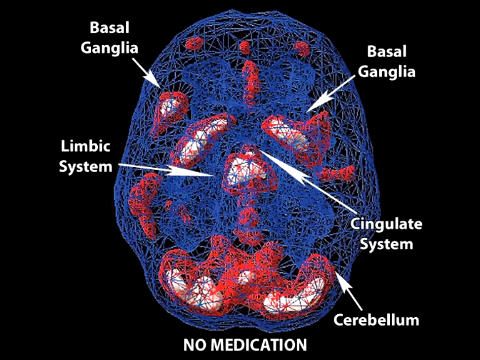 Basal
Ganglia
Basal
Ganglia
Limbic
System
Cingulate
System
Cerebellum
NO MEDICATION